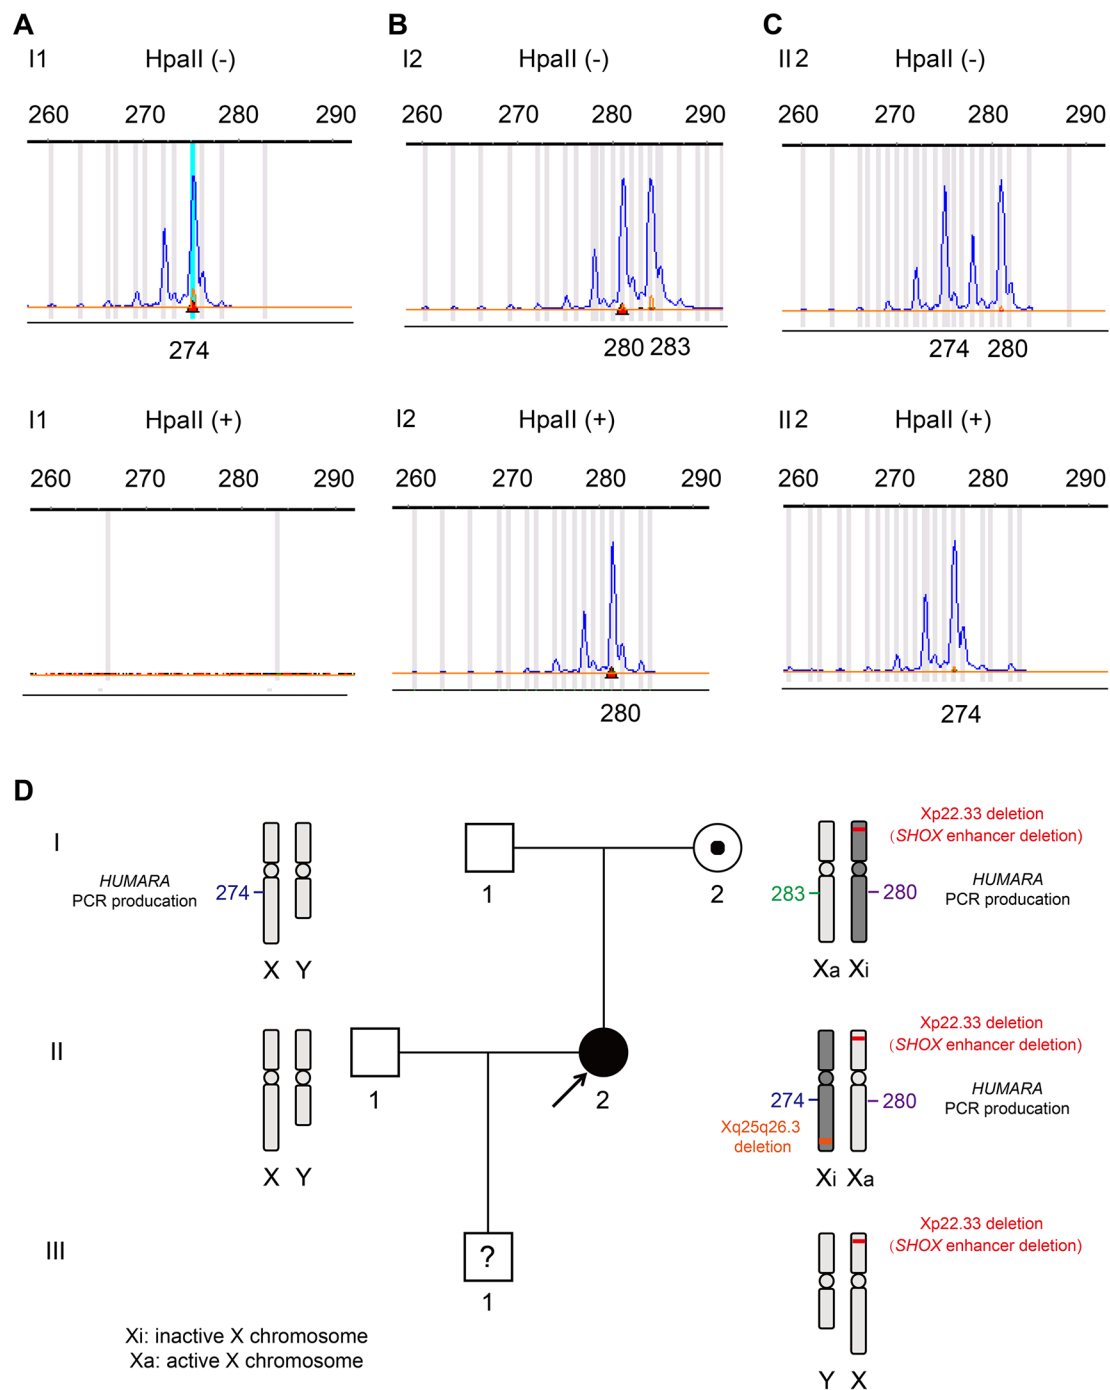 A
B
C
I1 HpaII (-)
I2 HpaII (-)
II2 HpaII (-)
260 270 280 290
260 270 280 290
260 270 280 290
274
280 283
274 280
I1 HpaII (+)
I2 HpaII (+)
II2 HpaII (+)
260 270 280 290
260 270 280 290
260 270 280 290
280
274
D
I
HUMARA
PCR producation
274
X Y
1
2
283
280
Xa Xi
Xp22.33 deletion
(SHOX enhancer deletion)
HUMARA
PCR producation
II
X Y
1
2
274
280
Xq25q26.3
deletion
Xi Xa
Xp22.33 deletion
(SHOX enhancer deletion)
HUMARA
PCR producation
III
?
1
Xp22.33 deletion
(SHOX enhancer deletion)
Y X
Xi: inactive X chromosome
Xa: active X chromosome